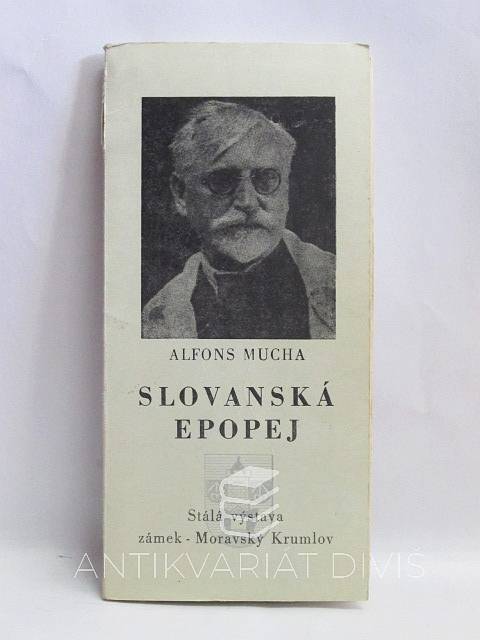 ALFONS MUCHA
SLOVANSKÁ
EPOPEJ
Stálá výstava
zámek - Moravský Krumlov
ANTIKVARIÁT DIVIŠ